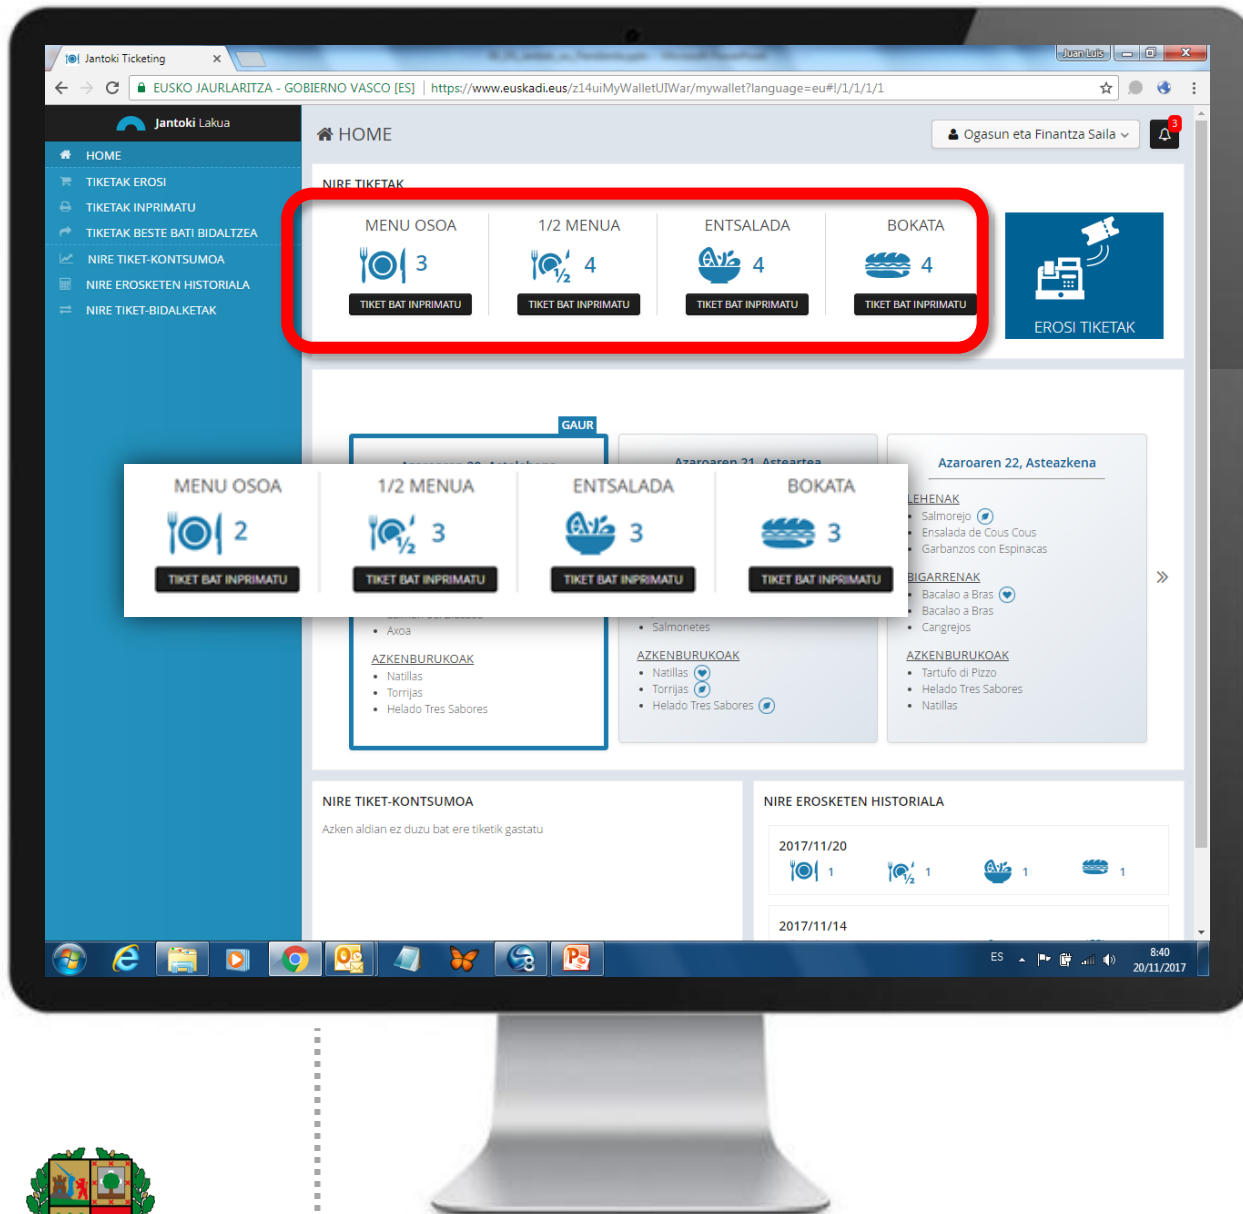 Jantoki Ticketing
Juan Luis
EUSKO JAURLARITZA - GOBIERNO VASCO [ES] | https://www.euskadi.eus/z14uiMyWalletUIWar/mywallet?language=eu#!/1/1/1/1
Jantoki Lakua
HOME
TIKETAK EROSI
TIKETAK INPRIMATU
TIKETAK BESTE BATI BIDALTZEA
NIRE TIKET-KONTSUMOA
NIRE EROSKETEN HISTORIALA
NIRE TIKET-BIDALKETAK
HOME
Ogasun eta Finantza Saila
3
NIRE TIKETAK
MENU OSOA 1/2 MENUA ENTSALADA BOKATA
3 1/2 4 4 4
TIKET BAT INPRIMATU TIKET BAT INPRIMATU TIKET BAT INPRIMATU TIKET BAT INPRIMATU
EROSI TIKETAK
GAUR
Azaroaren 21, Asteartea
Azaroaren 22, Asteazkena
MENU OSOA 1/2 MENUA ENTSALADA BOKATA
2 1/2 3 3 3
TIKET BAT INPRIMATU TIKET BAT INPRIMATU TIKET BAT INPRIMATU TIKET BAT INPRIMATU
Axoa
AZKENBURUKOAK
Natillas
Torrijas
Helado Tres Sabores
Salmonetes
AZKENBURUKOAK
Natillas
Torrijas
Helado Tres Sabores
LEHENAK
Salmorejo
Ensalada de Cous Cous
Garbanzos con Espinacas
BIGARRENAK
Bacalao a Bras
Bacalao a Bras
Cangrejos
AZKENBURUKOAK
Tartufo di Pizzo
Helado Tres Sabores
Natillas
NIRE TIKET-KONTSUMOA
Azken aldian ez duzu bat ere tiketik gastatu
NIRE EROSKETEN HISTORIALA
2017/11/20
1 1/2 1 1 1
2017/11/14
ES
8:40
20/11/2017